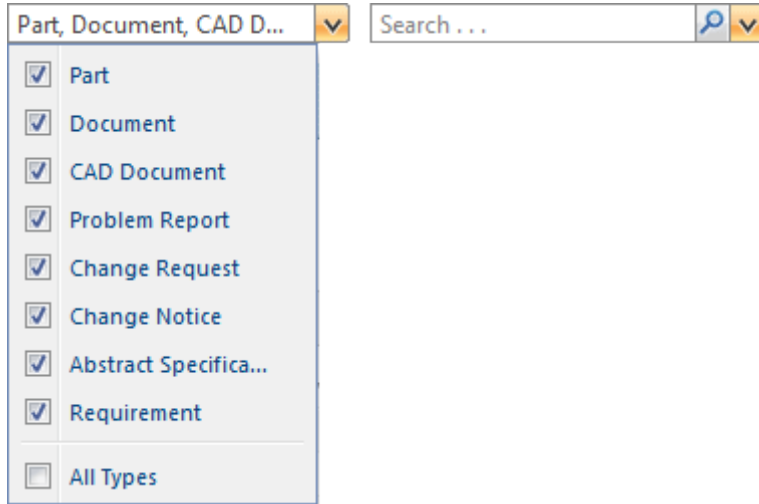 Part, Document, CAD D... Search . . .
Part
Document
CAD Document
Problem Report
Change Request
Change Notice
Abstract Specifica...
Requirement
All Types